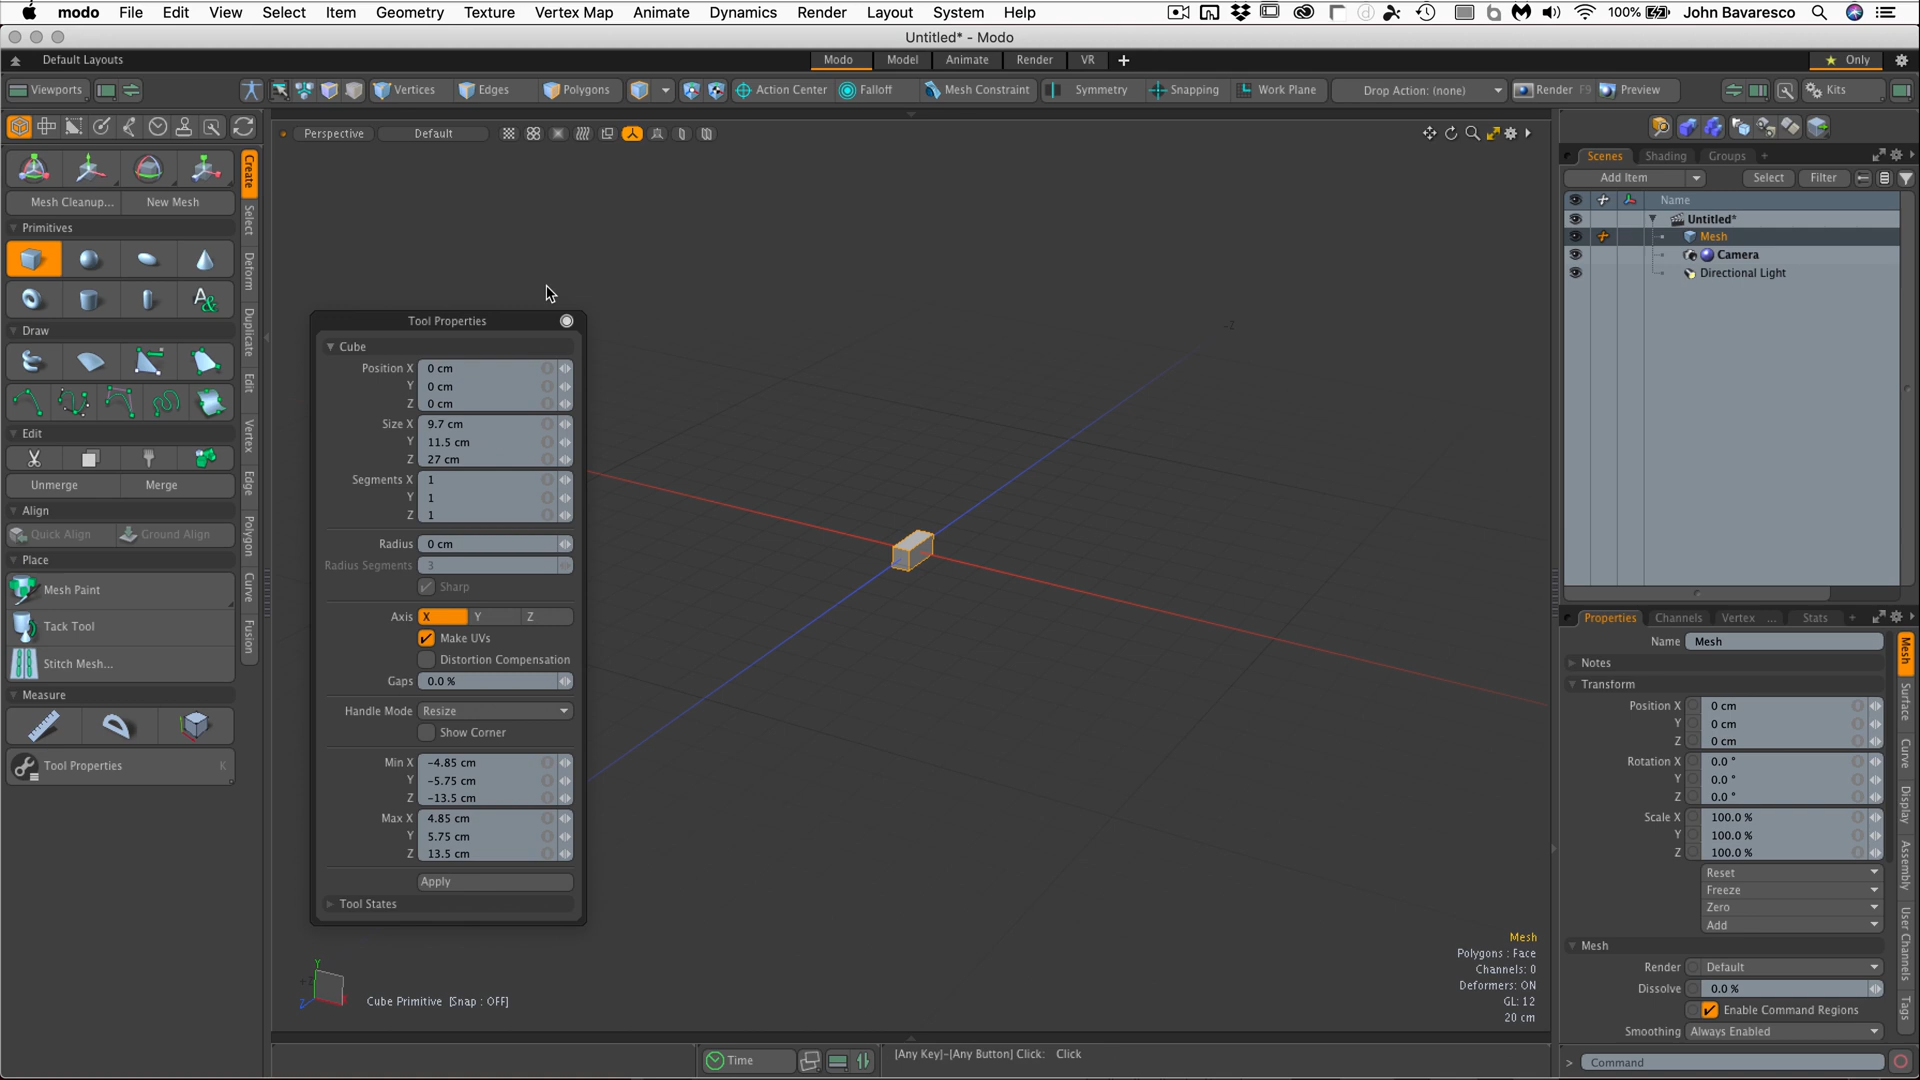 modo File Edit View Select Item Geometry Texture Vertex Map Animate Dynamics Render Layout System Help 100% John Bavaresco
Untitled* - Modo
Default Layouts Modo Model Animate Render VR + Only
Viewports Vertices Edges Polygons Action Center Falloff Mesh Constraint Symmetry Snapping Work Plane Drop Action: (none) Render F9 Preview Kits
Perspective Default
Mesh Cleanup... New Mesh
Primitives
Draw
Edit
Unmerge Merge
Align
Quick Align Ground Align
Place
Mesh Paint
Tack Tool
Stitch Mesh...
Measure
Tool Properties K
Create
Select
Deform
Duplicate
Edit
Vertex
Edge
Polygon
Curve
Fusion
Tool Properties
Cube
Position X 0 cm
Y 0 cm
Z 0 cm
Size X 9.7 cm
Y 11.5 cm
Z 27 cm
Segments X 1
Y 1
Z 1
Radius 0 cm
Radius Segments 3
Sharp
Axis X Y Z
Make UVs
Distortion Compensation
Gaps 0.0 %
Handle Mode Resize
Show Corner
Min X -4.85 cm
Y -5.75 cm
Z -13.5 cm
Max X 4.85 cm
Y 5.75 cm
Z 13.5 cm
Apply
Tool States
-Z
Y
Z
Cube Primitive [Snap : OFF]
Mesh
Polygons : Face
Channels: 0
Deformers: ON
GL: 12
20 cm
Time [Any Key]-[Any Button] Click: Click
Scenes Shading Groups +
Add Item Select Filter
Name
Untitled*
Mesh
Camera
Directional Light
Properties Channels Vertex ... Stats +
Name Mesh
Notes
Transform
Position X 0 cm
Y 0 cm
Z 0 cm
Rotation X 0.0 °
Y 0.0 °
Z 0.0 °
Scale X 100.0 %
Y 100.0 %
Z 100.0 %
Reset
Freeze
Zero
Add
Mesh
Render Default
Dissolve 0.0 %
Enable Command Regions
Smoothing Always Enabled
Mesh
Surface
Curve
Display
Assembly
User Channels
Tags
> Command